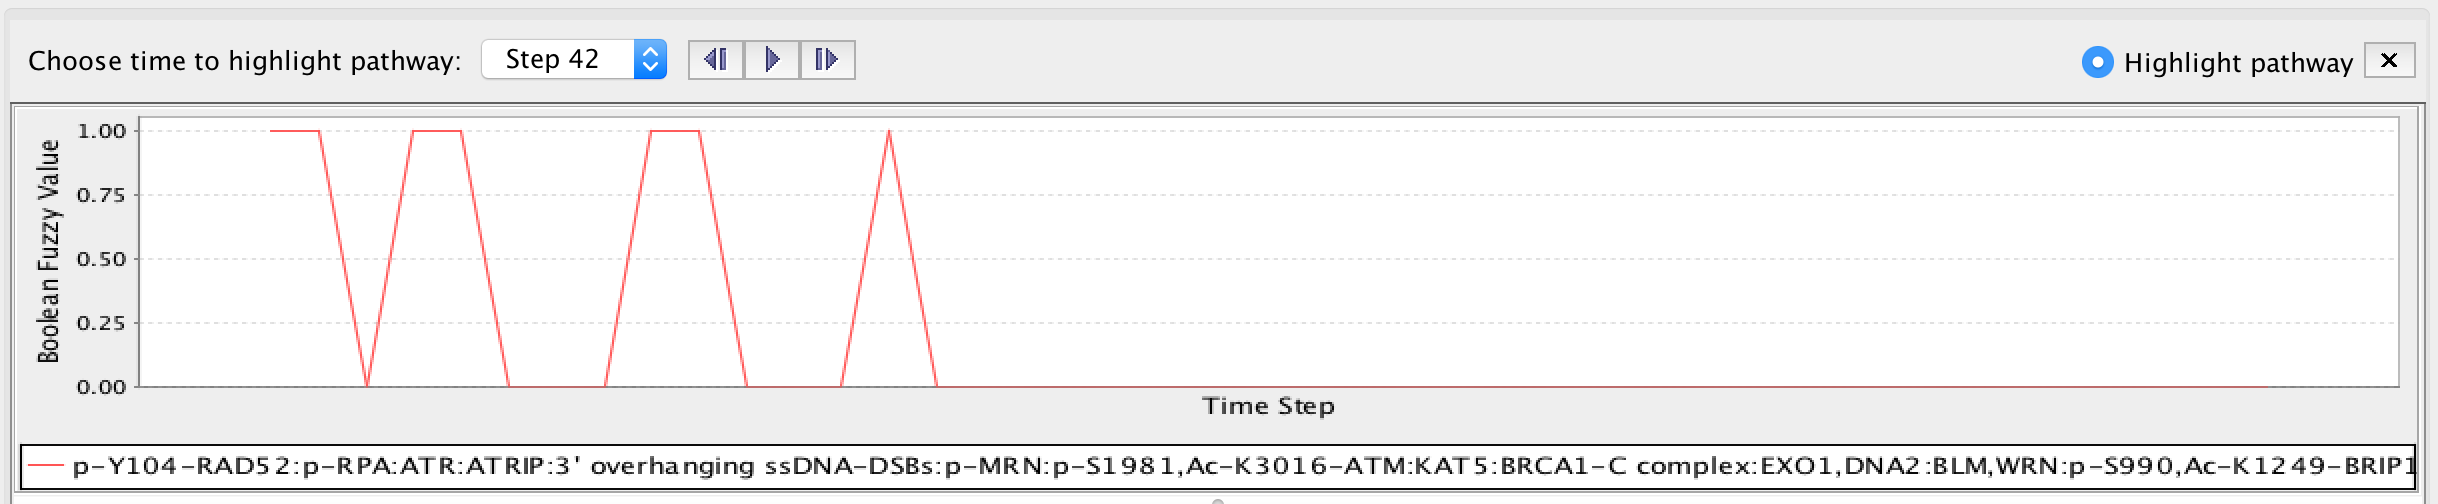 Choose time to highlight pathway: Step 42 Highlight pathway ×
1.00
0.75
0.50
0.25
0.00
Boolean Fuzzy Value
Time Step
p-Y104-RAD52:p-RPA:ATR:ATRIP:3' overhanging ssDNA-DSBs:p-MRN:p-S1981,Ac-K3016-ATM:KAT5:BRCA1-C complex:EXO1,DNA2:BLM,WRN:p-S990,Ac-K1249-BRIP1